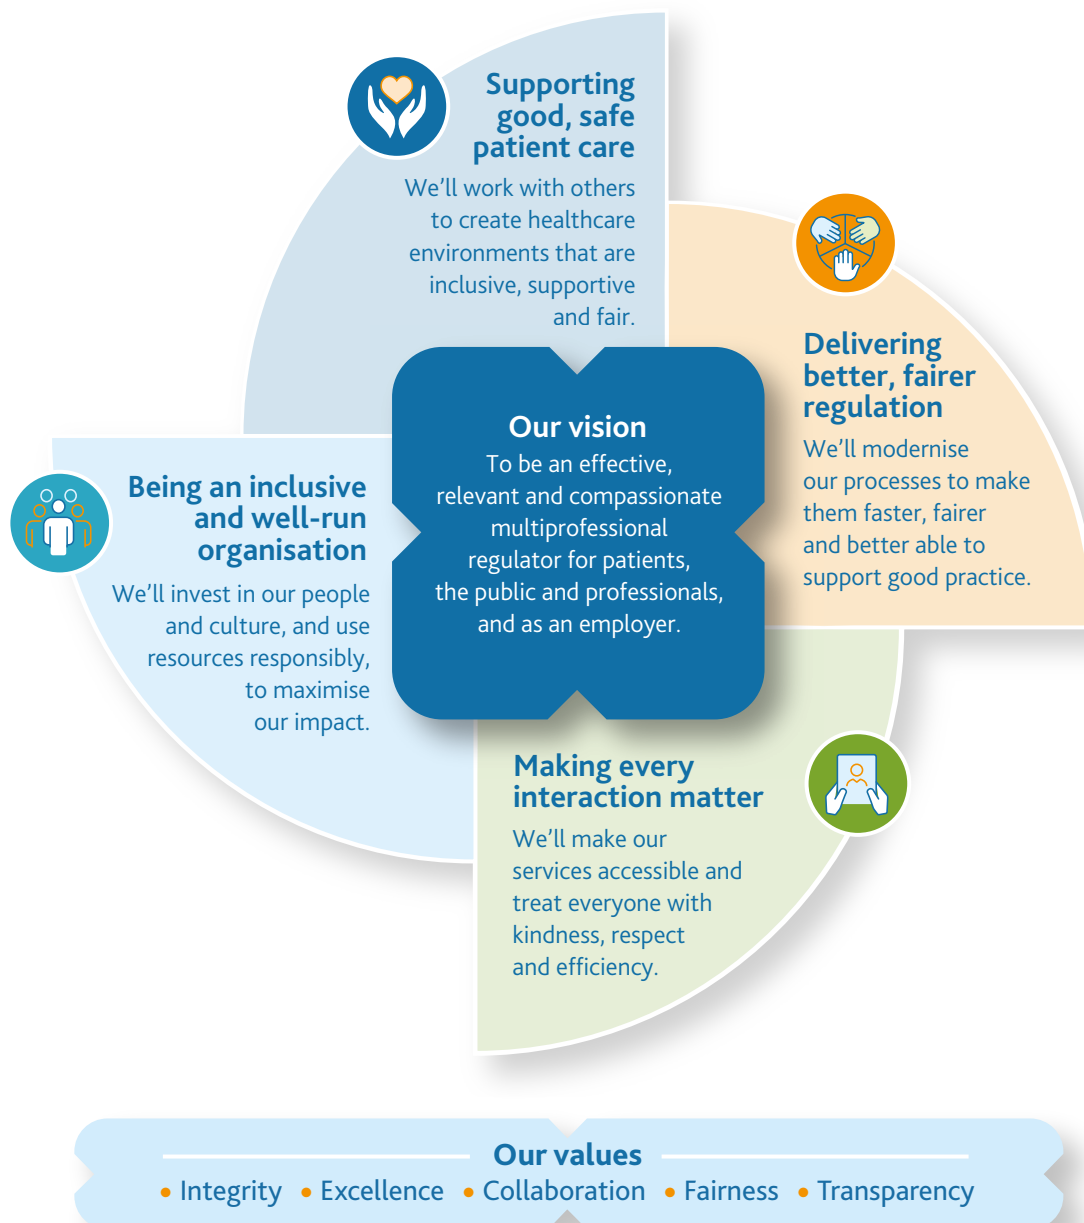 Supporting
good, safe
patient care
We’ll work with others
to create healthcare
environments that are
inclusive, supportive
and fair.
Delivering
better, fairer
regulation
We’ll modernise
our processes to make
them faster, fairer
and better able to
support good practice.
Our vision
To be an effective,
relevant and compassionate
multiprofessional
regulator for patients,
the public and professionals,
and as an employer.
Being an inclusive
and well-run
organisation
We’ll invest in our people
and culture, and use
resources responsibly,
to maximise
our impact.
Making every
interaction matter
We’ll make our
services accessible and
treat everyone with
kindness, respect
and efficiency.
Our values
• Integrity • Excellence • Collaboration • Fairness • Transparency